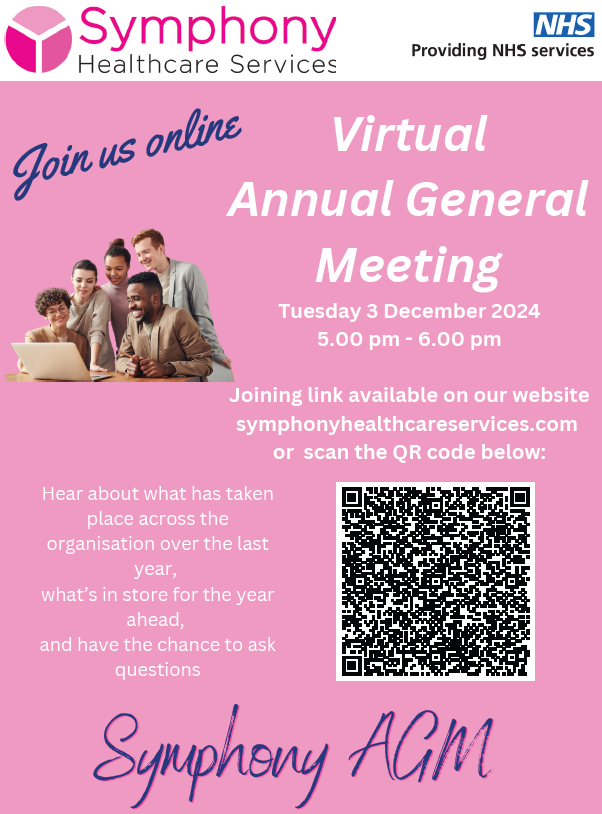 Symphony
Healthcare Services
NHS
Providing NHS services
Join us online
Virtual
Annual General
Meeting
Tuesday 3 December 2024
5.00 pm - 6.00 pm
Joining link available on our website
symphonyhealthcareservices.com
or scan the QR code below:
Hear about what has taken
place across the
organisation over the last
year,
what's in store for the year
ahead,
and have the chance to ask
questions
Symphony AGM